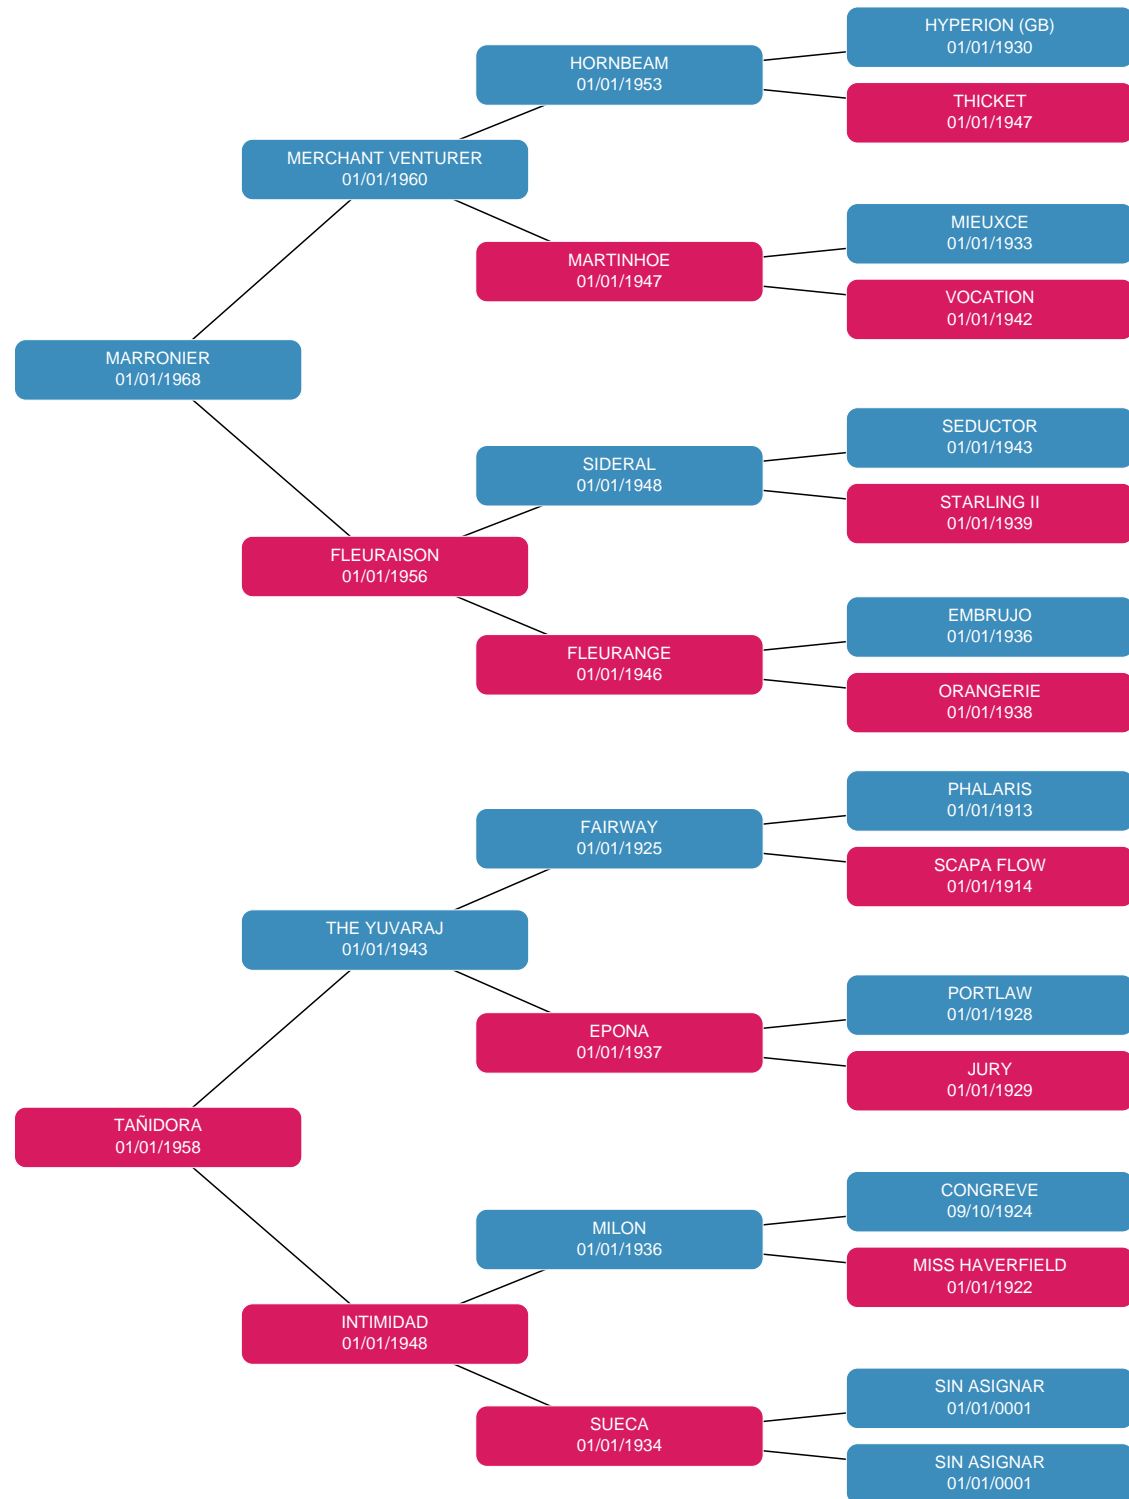 HYPERION (GB)
01/01/1930
HORNBEAM
01/01/1953
THICKET
01/01/1947
MERCHANT VENTURER
01/01/1960
MIEUXCE
01/01/1933
MARTINHOE
01/01/1947
VOCATION
01/01/1942
MARRONIER
01/01/1968
SEDUCTOR
01/01/1943
SIDERAL
01/01/1948
STARLING II
01/01/1939
FLEURAISON
01/01/1956
EMBRUJO
01/01/1936
FLEURANGE
01/01/1946
ORANGERIE
01/01/1938
PHALARIS
01/01/1913
FAIRWAY
01/01/1925
SCAPA FLOW
01/01/1914
THE YUVARAJ
01/01/1943
PORTLAW
01/01/1928
EPONA
01/01/1937
JURY
01/01/1929
TAÑIDORA
01/01/1958
CONGREVE
09/10/1924
MILON
01/01/1936
MISS HAVERFIELD
01/01/1922
INTIMIDAD
01/01/1948
SIN ASIGNAR
01/01/0001
SUECA
01/01/1934
SIN ASIGNAR
01/01/0001